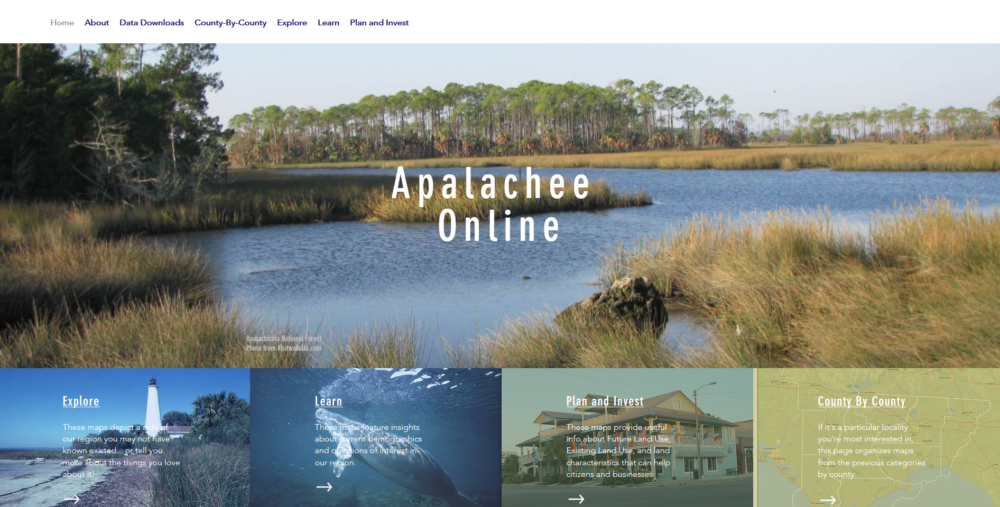 Home About Data Downloads County-By-County Explore Learn Plan and Invest
Apalachee
Online
Apalachicola National Forest
Photo from Visitwakulla.com
Explore
These maps depict a side of
our region you may not have
known existed... or tell you
more about the things you love
about it!
Learn
These maps feature insights
about current demographics
and questions of interest in
our region.
Plan and Invest
These maps provide useful
info about Future Land Use,
Existing Land Use, and land
characteristics that can help
citizens and businesses.
County By County
If it's a particular locality
you're most interested in,
this page organizes maps
from the previous categories
by county.